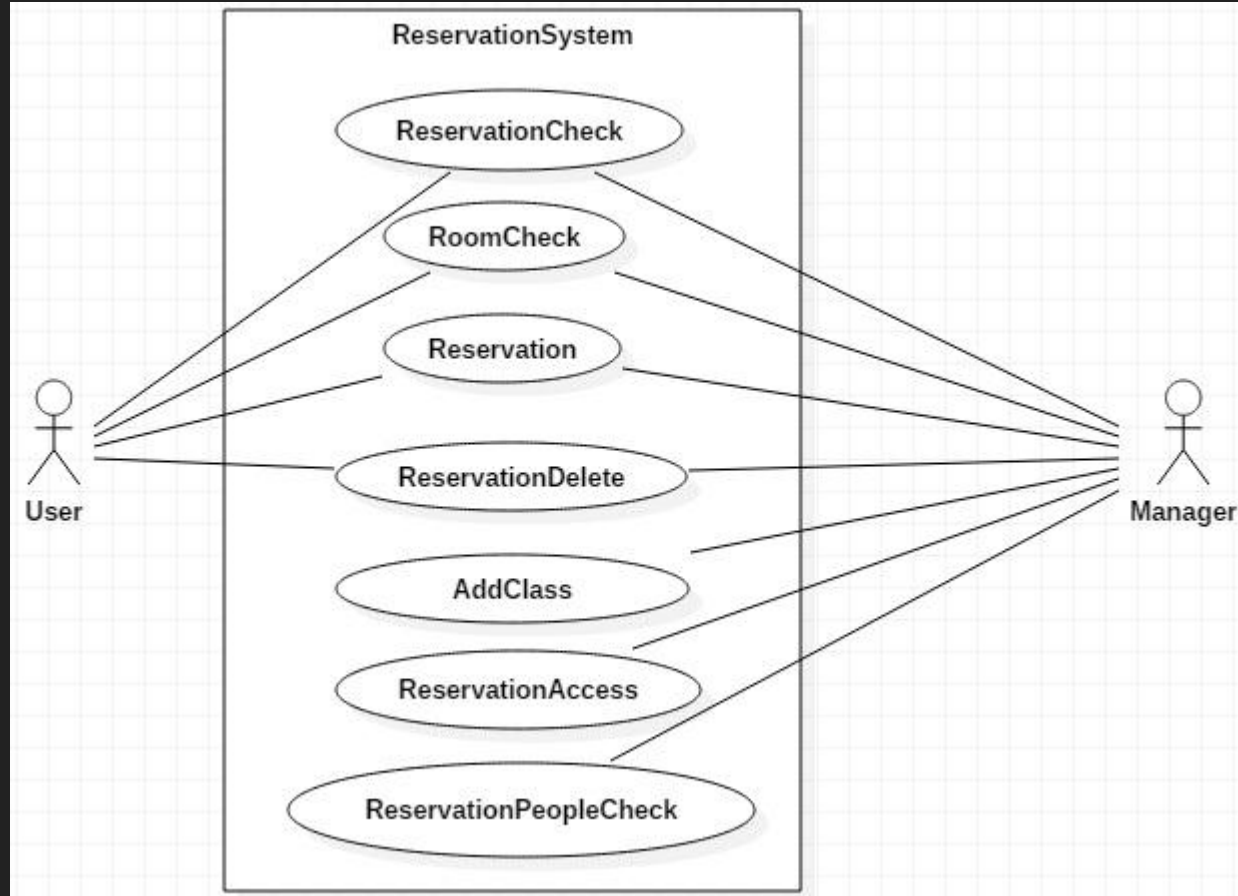 ReservationSystem
ReservationCheck
RoomCheck
Reservation
ReservationDelete
User
Manager
AddClass
ReservationAccess
ReservationPeopleCheck